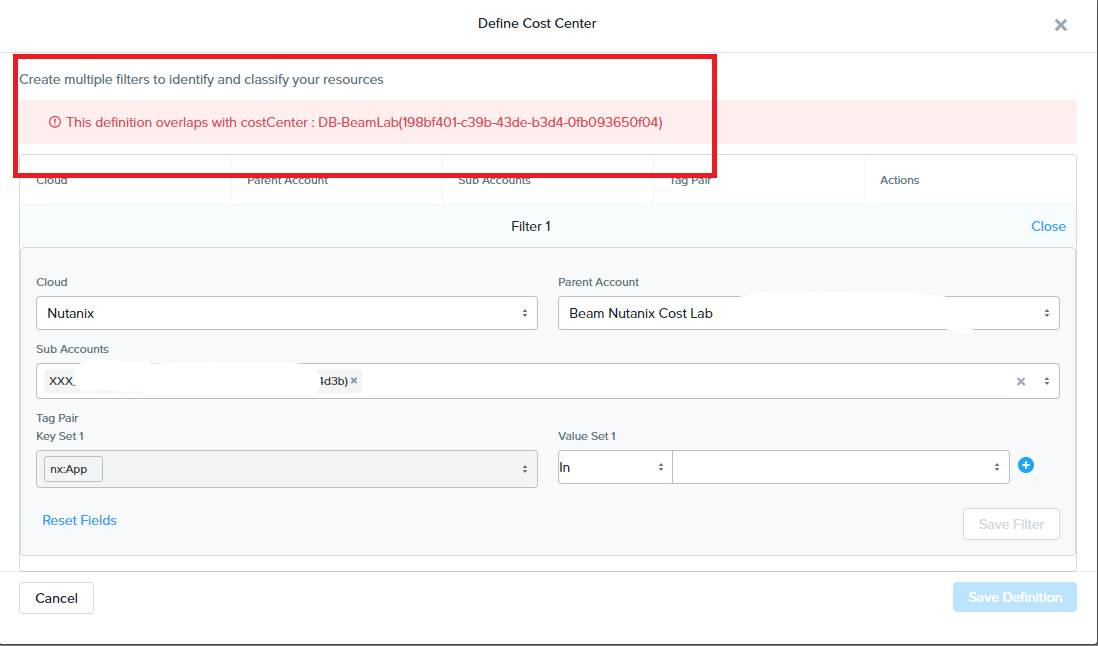 Define Cost Center
Create multiple filters to identify and classify your resources
This definition overlaps with costCenter : DB-BeamLab(198bf401-c39b-43de-b3d4-0fb093650f04)
Cloud Parent Account Sub Accounts Tag Pair Actions
Filter 1 Close
Cloud Parent Account
Nutanix Beam Nutanix Cost Lab
Sub Accounts
XXX_ 4d3b) ×
Tag Pair
Key Set 1 Value Set 1
nx:App In
Reset Fields Save Filter
Cancel Save Definition